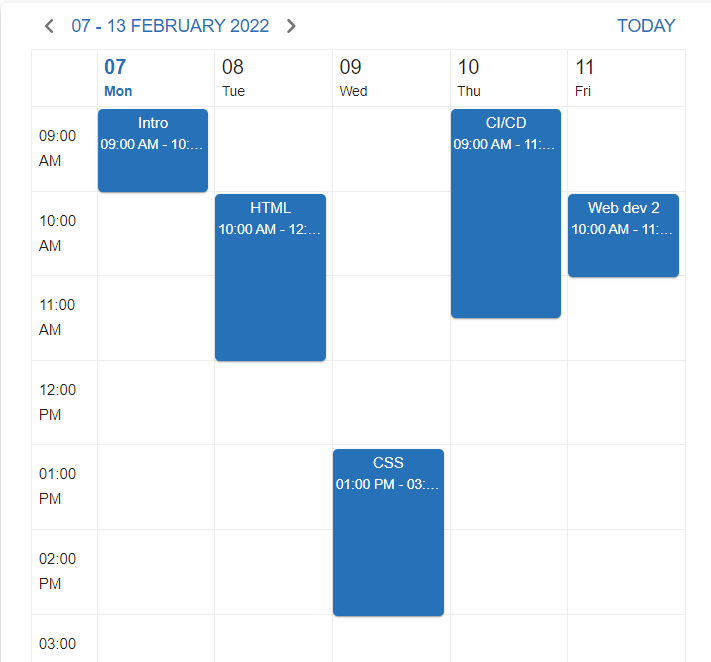 07 - 13 FEBRUARY 2022 TODAY
07 08 09 10 11
Mon Tue Wed Thu Fri
09:00
AM
Intro
09:00 AM - 10:...
CI/CD
09:00 AM - 11:...
10:00
AM
HTML
10:00 AM - 12:...
Web dev 2
10:00 AM - 11:...
11:00
AM
12:00
PM
01:00
PM
CSS
01:00 PM - 03:...
02:00
PM
03:00